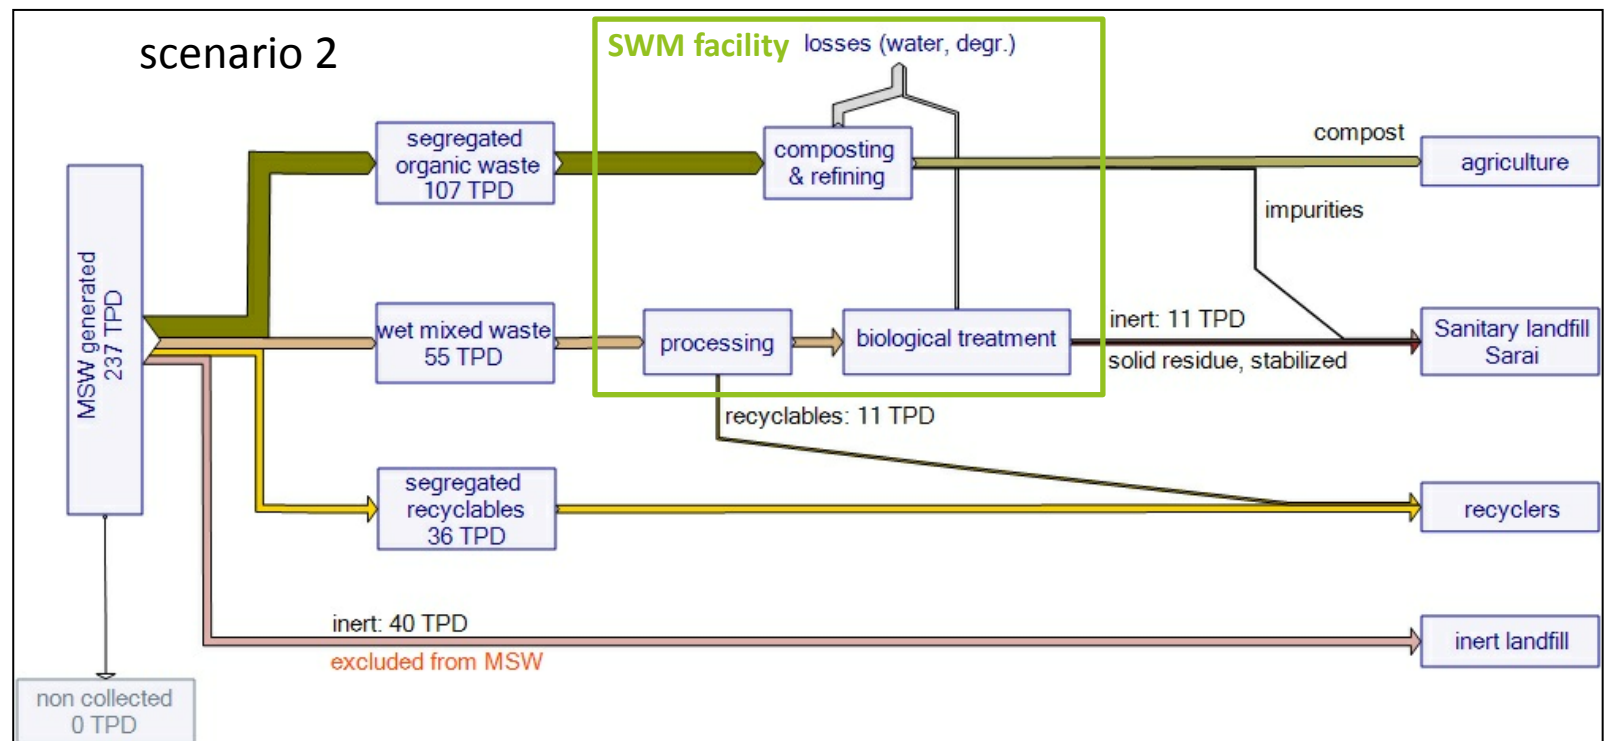 scenario 2
SWM facility
losses (water, degr.)
segregated
organic waste
107 TPD
composting
& refining
compost
agriculture
impurities
MSW generated
237 TPD
wet mixed waste
55 TPD
processing
biological treatment
inert: 11 TPD
solid residue, stabilized
Sanitary landfill
Sarai
recyclables: 11 TPD
segregated
recyclables
36 TPD
recyclers
inert: 40 TPD
excluded from MSW
inert landfill
non collected
0 TPD